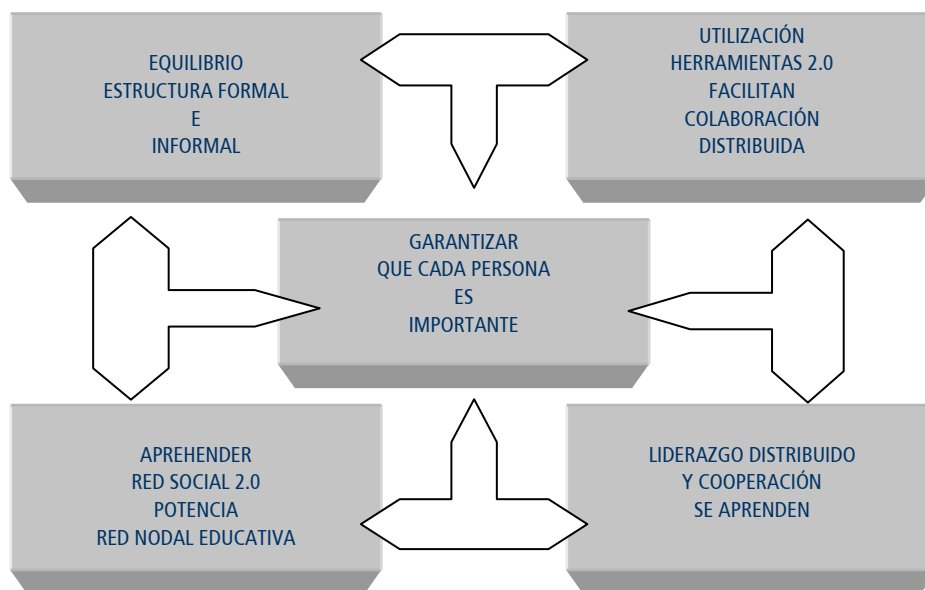 EQUILIBRIO
ESTRUCTURA FORMAL
E
INFORMAL
UTILIZACIÓN
HERRAMIENTAS 2.0
FACILITAN
COLABORACIÓN
DISTRIBUIDA
GARANTIZAR
QUE CADA PERSONA
ES
IMPORTANTE
APREHENDER
RED SOCIAL 2.0
POTENCIA
RED NODAL EDUCATIVA
LIDERAZGO DISTRIBUIDO
Y COOPERACIÓN
SE APRENDEN